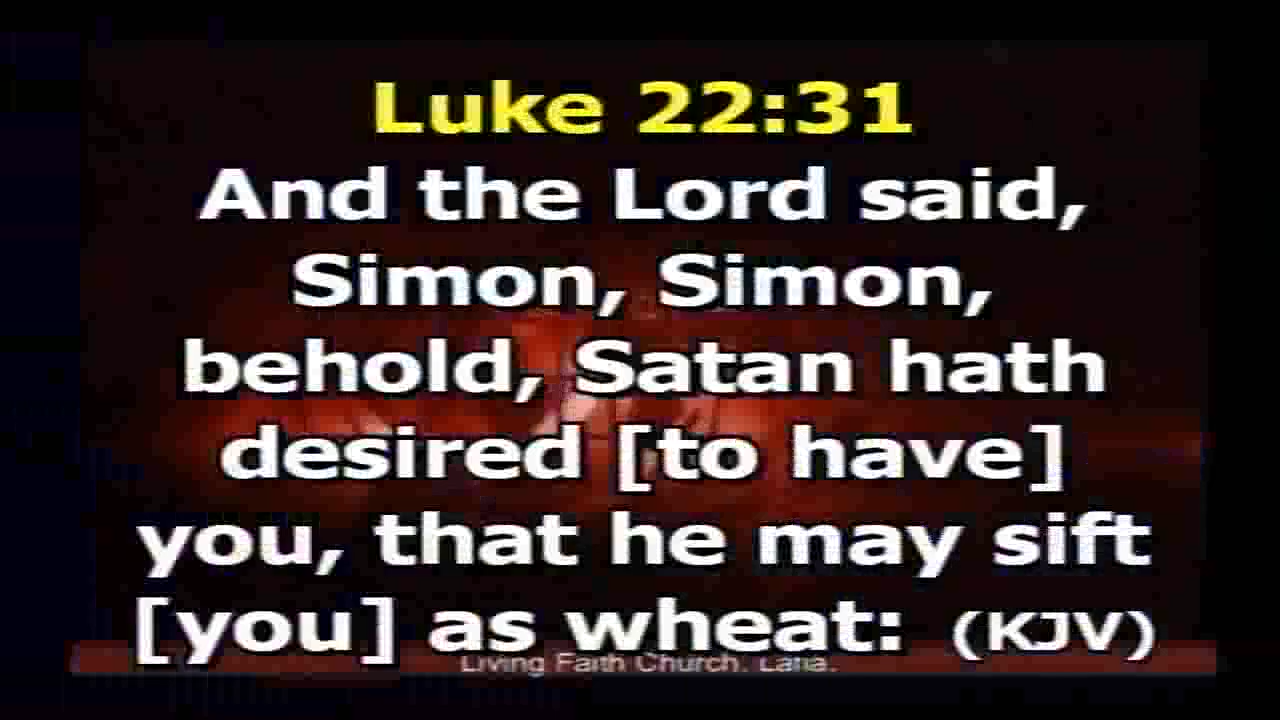 Luke 22:31
And the Lord said,
Simon, Simon,
behold, Satan hath
desired [to have]
you, that he may sift
[you] as wheat: (KJV)
Living Faith Church.